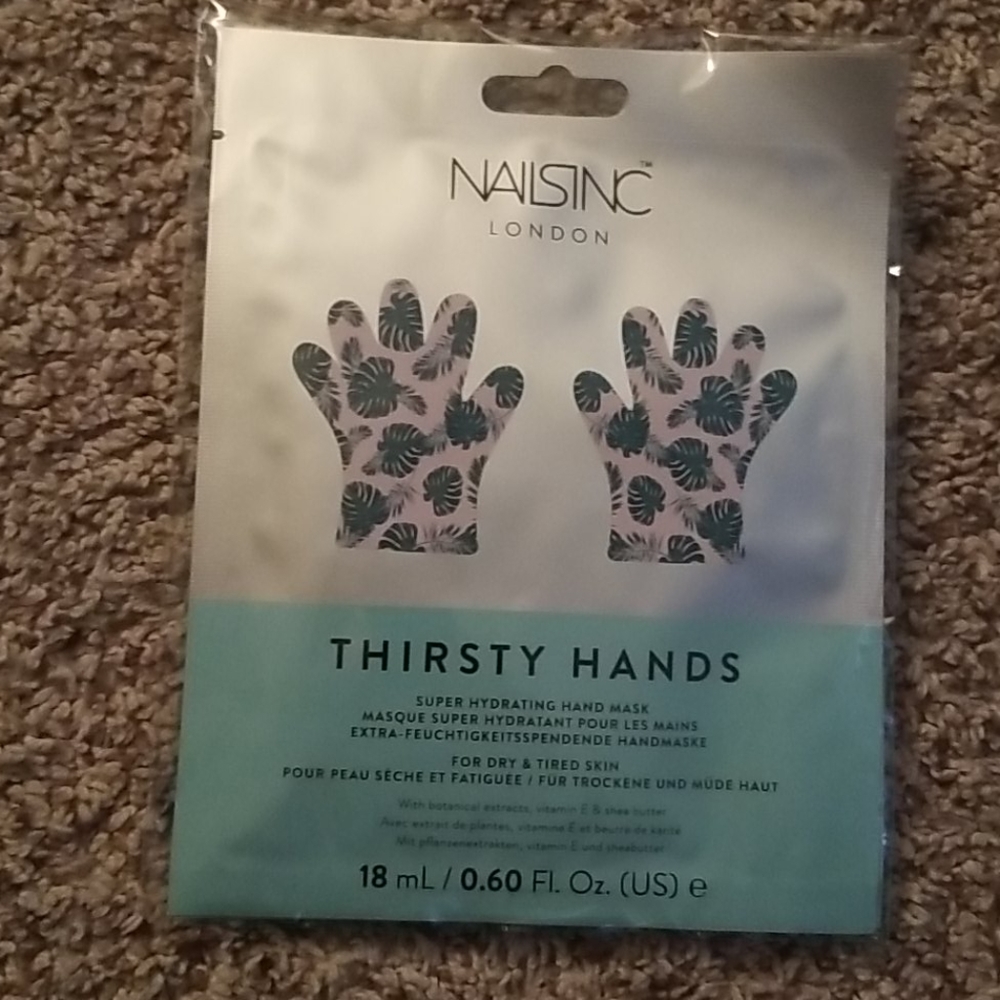 NAILSINC™
LONDON
THIRSTY HANDS
SUPER HYDRATING HAND MASK
MASQUE SUPER HYDRATANT POUR LES MAINS
EXTRA-FEUCHTIGKEITSSPENDENDE HANDMASKE
FOR DRY & TIRED SKIN
POUR PEAU SÈCHE ET FATIGUÉE / FÜR TROCKENE UND MÜDE HAUT
With botanical extracts, vitamin E & shea butter
Avec extrait de plantes, vitamine E et beurre de karité
Mit pflanzenextrakten, vitamin E und sheabutter
18 mL / 0.60 Fl. Oz. (US) e